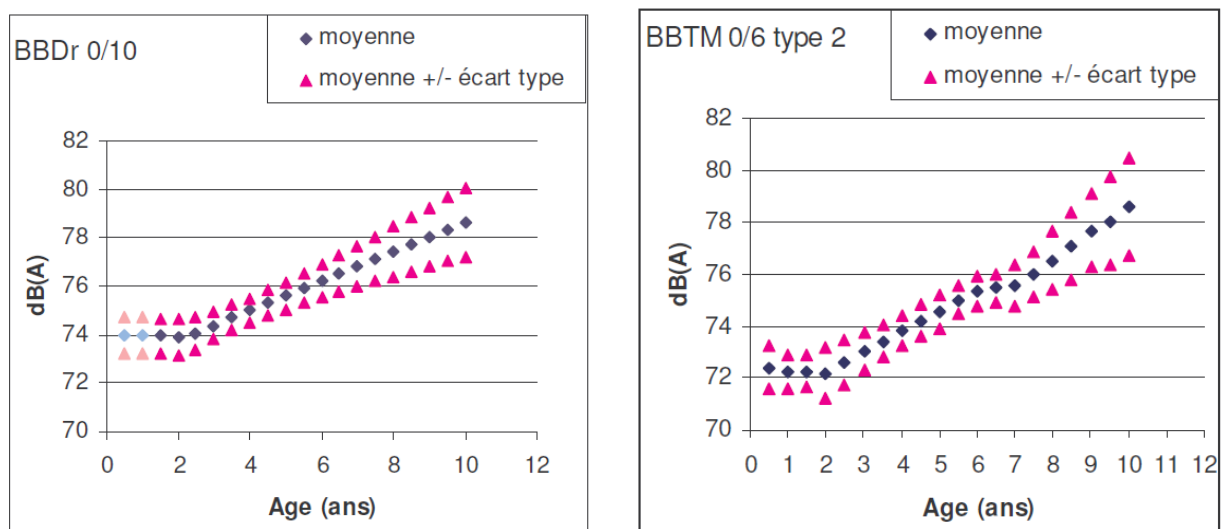 BBDr 0/10
moyenne
moyenne +/- écart type
82
80
78
76
74
72
70
dB(A)
0 2 4 6 8 10 12
Age (ans)
BBTM 0/6 type 2
moyenne
moyenne +/- écart type
82
80
78
76
74
72
70
dB(A)
0 1 2 3 4 5 6 7 8 9 10 11 12
Age (ans)